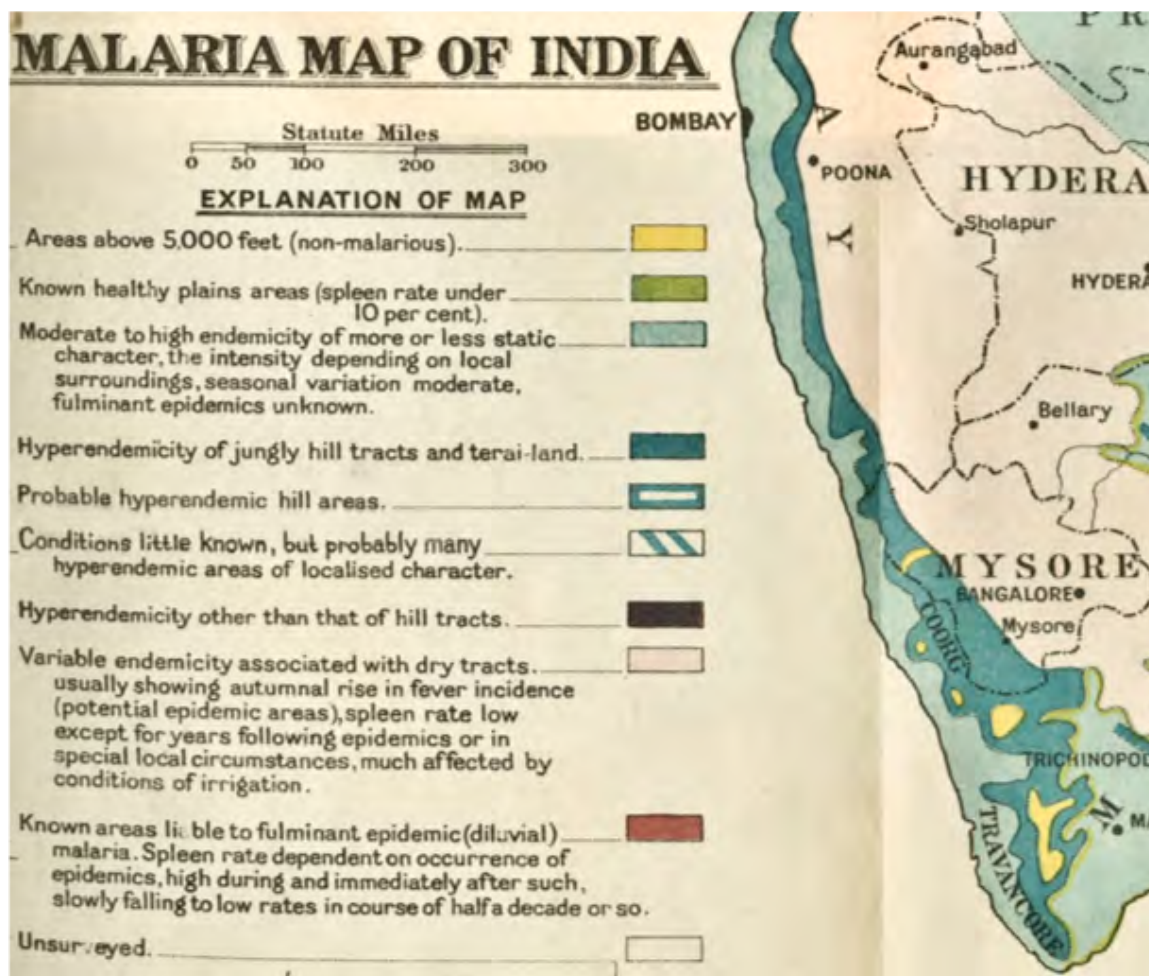 MALARIA MAP OF INDIA
Statute Miles
0 50 100 200 300
EXPLANATION OF MAP
Areas above 5,000 feet (non-malarious).
Known healthy plains areas (spleen rate under
10 per cent).
Moderate to high endemicity of more or less static
character, the intensity depending on local
surroundings, seasonal variation moderate,
fulminant epidemics unknown.
Hyperendemicity of jungly hill tracts and terai-land.
Probable hyperendemic hill areas.
Conditions little known, but probably many
hyperendemic areas of localised character.
Hyperendemicity other than that of hill tracts.
Variable endemicity associated with dry tracts.
usually showing autumnal rise in fever incidence
(potential epidemic areas), spleen rate low
except for years following epidemics or in
special local circumstances, much affected by
conditions of irrigation.
Known areas liable to fulminant epidemic (diluvial)
malaria. Spleen rate dependent on occurrence of
epidemics, high during and immediately after such,
slowly falling to low rates in course of half a decade or so.
Unsurveyed.
PR
Aurangabad
BOMBAY
A
POONA
HYDERA
Y
Sholapur
HYDERA
Bellary
MYSORE
BANGALORE
COORG
Mysore
TRICHINOPOL
M
MA
TRAVANCORE